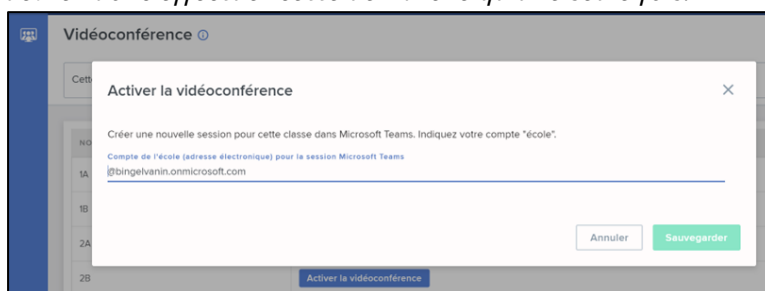 Vidéoconférence
Cett
Activer la vidéoconférence
Créer une nouvelle session pour cette classe dans Microsoft Teams. Indiquez votre compte "école".
NO
Compte de l'école (adresse électronique) pour la session Microsoft Teams
1A
@bingelvanin.onmicrosoft.com
1B
Annuler Sauvegarder
2A
2B Activer la vidéoconférence